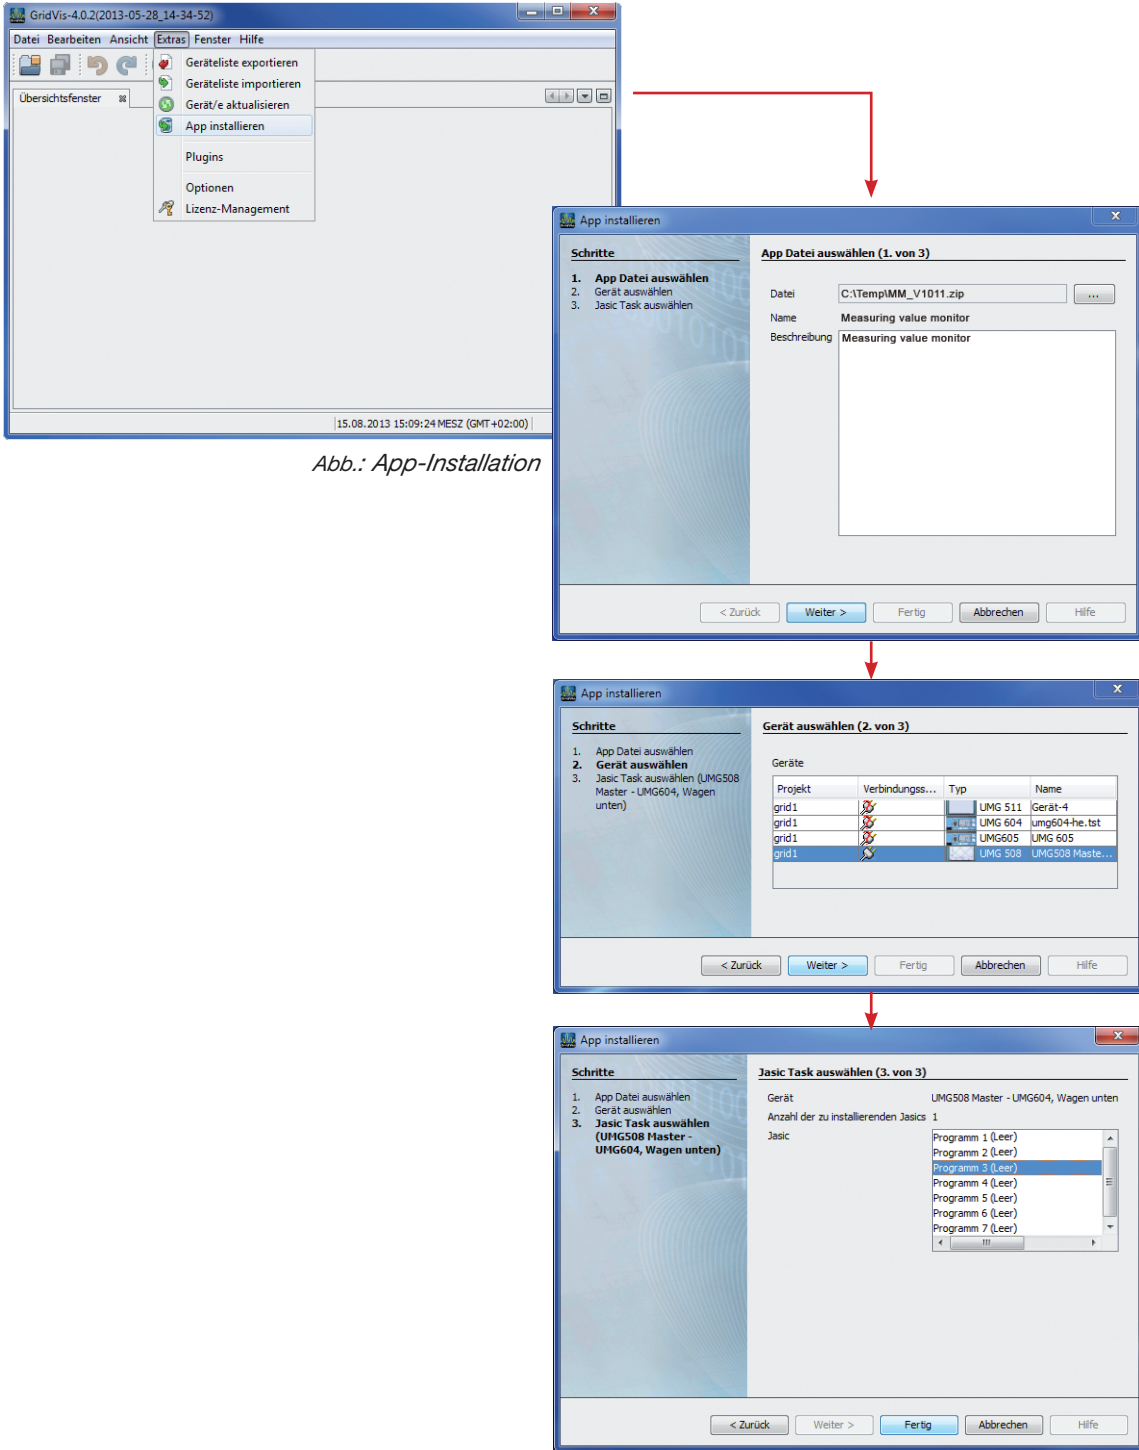 GridVis-4.0.2(2013-05-28_14-34-52)
Datei Bearbeiten Ansicht Extras Fenster Hilfe
Geräteliste exportieren
Geräteliste importieren
Gerät/e aktualisieren
App installieren
Plugins
Optionen
Lizenz-Management
Übersichtsfenster
15.08.2013 15:09:24 MESZ (GMT+02:00)
Abb.: App-Installation
App installieren
Schritte
1. App Datei auswählen
2. Gerät auswählen
3. Jasic Task auswählen
App Datei auswählen (1. von 3)
Datei C:\Temp\MM_V1011.zip ...
Name Measuring value monitor
Beschreibung Measuring value monitor
< Zurück Weiter > Fertig Abbrechen Hilfe
App installieren
Schritte
1. App Datei auswählen
2. Gerät auswählen
3. Jasic Task auswählen (UMG508
Master - UMG604, Wagen
unten)
Gerät auswählen (2. von 3)
Geräte
Projekt Verbindungss... Typ Name
grid1 UMG 511 Gerät-4
grid1 UMG 604 umg604-he.tst
grid1 UMG605 UMG 605
grid1 UMG 508 UMG508 Maste...
< Zurück Weiter > Fertig Abbrechen Hilfe
App installieren
Schritte
1. App Datei auswählen
2. Gerät auswählen
3. Jasic Task auswählen
(UMG508 Master -
UMG604, Wagen unten)
Jasic Task auswählen (3. von 3)
Gerät UMG508 Master - UMG604, Wagen unten
Anzahl der zu installierenden Jasics 1
Jasic
Programm 1 (Leer)
Programm 2 (Leer)
Programm 3 (Leer)
Programm 4 (Leer)
Programm 5 (Leer)
Programm 6 (Leer)
Programm 7 (Leer)
< Zurück Weiter > Fertig Abbrechen Hilfe